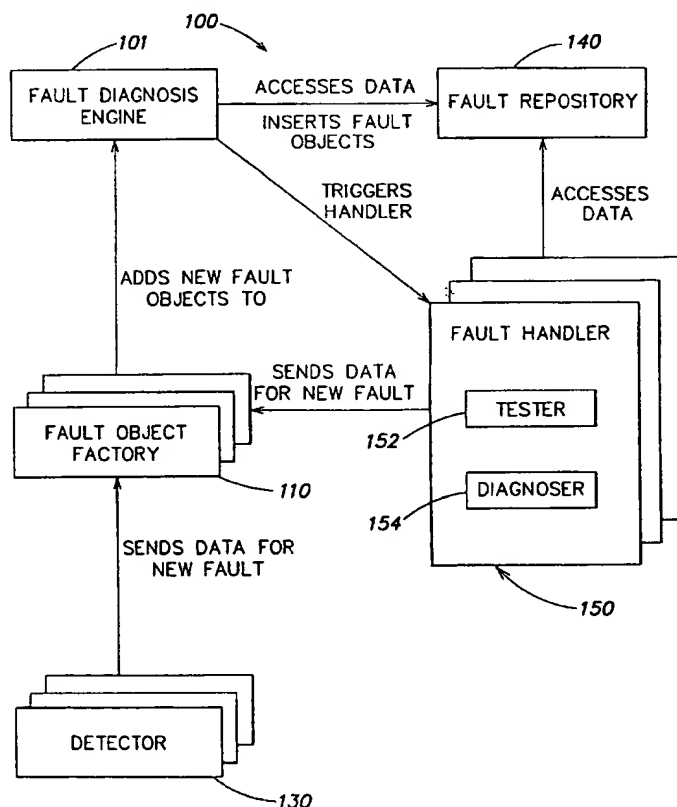 100
101
140
FAULT DIAGNOSIS
ENGINE
ACCESSES DATA
INSERTS FAULT
OBJECTS
FAULT REPOSITORY
TRIGGERS
HANDLER
ACCESSES
DATA
ADDS NEW FAULT
OBJECTS TO
FAULT HANDLER
SENDS DATA
FOR NEW FAULT
TESTER
152
FAULT OBJECT
FACTORY
110
DIAGNOSER
154
SENDS DATA FOR
NEW FAULT
150
DETECTOR
130